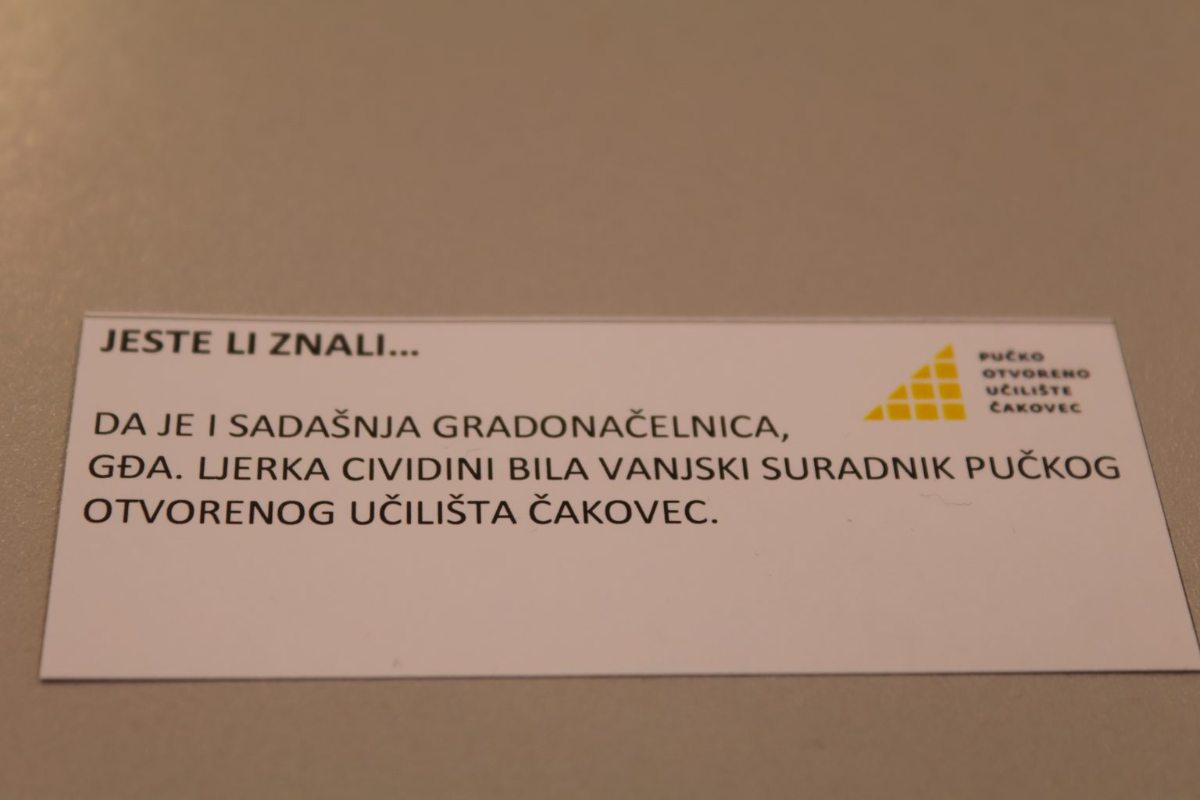 JESTE LI ZNALI...
PUČKO
OTVORENO
UČILIŠTE
ČAKOVEC
DA JE I SADAŠNJA GRADONAČELNICA,
GĐA. LJERKA CIVIDINI BILA VANJSKI SURADNIK PUČKOG
OTVORENOG UČILIŠTA ČAKOVEC.